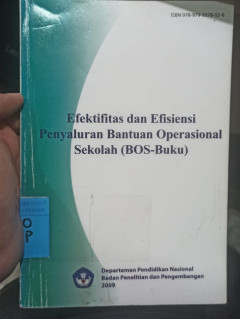 Efektifitas dan Efisiensi
Penyaluran Bantuan Operasional
Sekolah (BOS-Buku)
Departemen Pendidikan Nasional
Badan Penelitian dan Pengembangan
2009